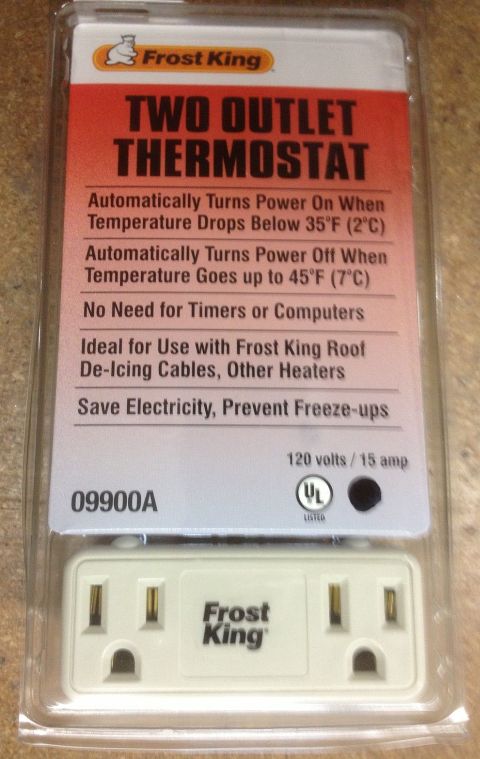 Frost King
TWO OUTLET
THERMOSTAT
Automatically Turns Power On When
Temperature Drops Below 35°F (2°C)
Automatically Turns Power Off When
Temperature Goes up to 45°F (7°C)
No Need for Timers or Computers
Ideal for Use with Frost King Roof
De-Icing Cables, Other Heaters
Save Electricity, Prevent Freeze-ups
120 volts / 15 amp
09900A
UL
LISTED
Frost
King